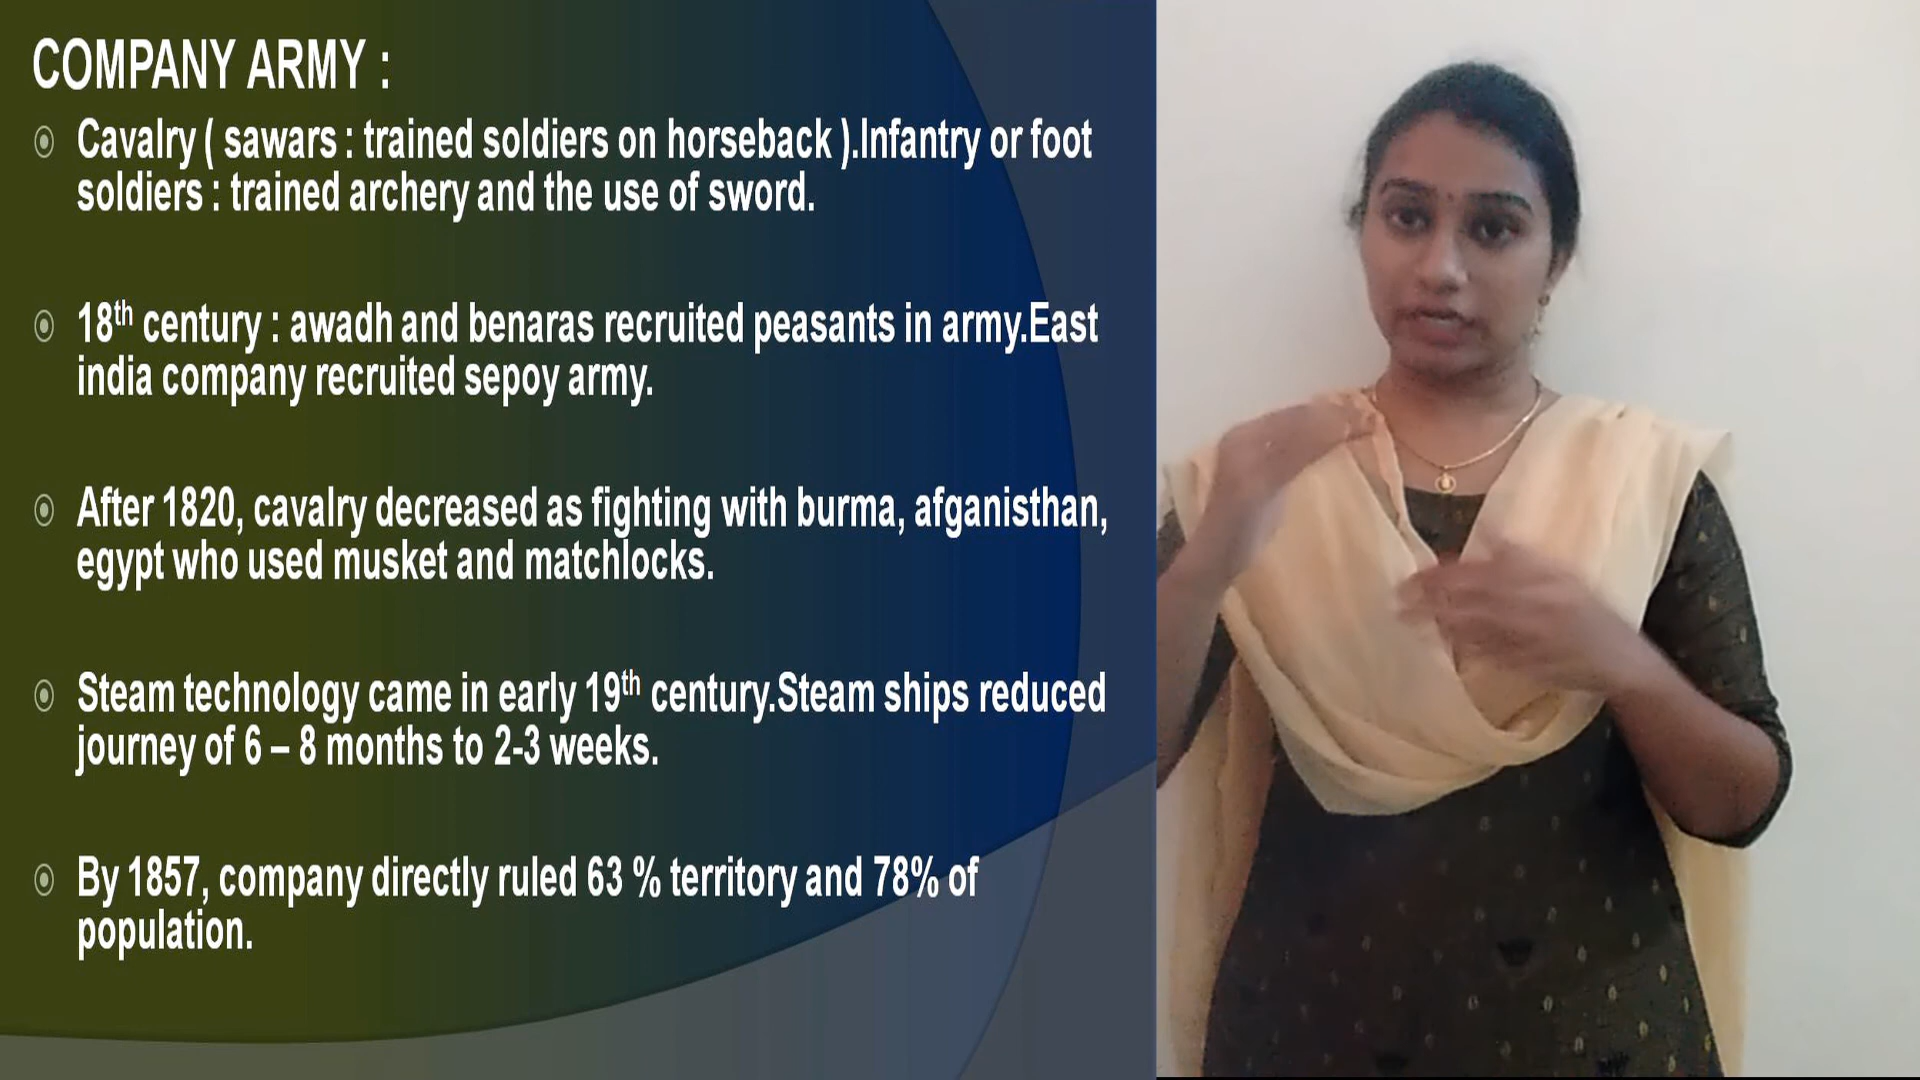 COMPANY ARMY :
Cavalry ( sawars : trained soldiers on horseback ).Infantry or foot
soldiers : trained archery and the use of sword.
18th century : awadh and benaras recruited peasants in army.East
india company recruited sepoy army.
After 1820, cavalry decreased as fighting with burma, afganisthan,
egypt who used musket and matchlocks.
Steam technology came in early 19th century.Steam ships reduced
journey of 6 – 8 months to 2-3 weeks.
By 1857, company directly ruled 63 % territory and 78% of
population.